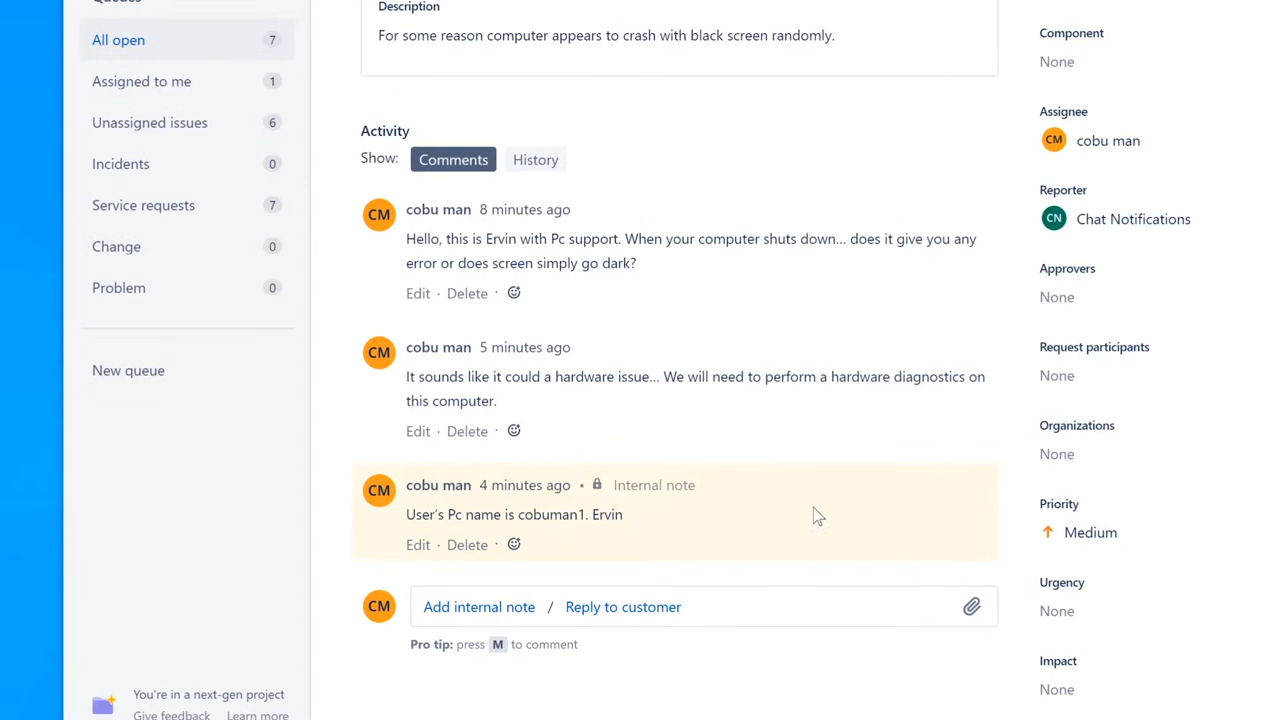 Queues
All open 7
Assigned to me 1
Unassigned issues 6
Incidents 0
Service requests 7
Change 0
Problem 0
New queue
You're in a next-gen project
Give feedback Learn more
Description
For some reason computer appears to crash with black screen randomly.
Activity
Show: Comments History
CM cobu man 8 minutes ago
Hello, this is Ervin with Pc support. When your computer shuts down... does it give you any
error or does screen simply go dark?
Edit · Delete ·
CM cobu man 5 minutes ago
It sounds like it could a hardware issue... We will need to perform a hardware diagnostics on
this computer.
Edit · Delete ·
CM cobu man 4 minutes ago • Internal note
User's Pc name is cobuman1. Ervin
Edit · Delete ·
CM Add internal note / Reply to customer
Pro tip: press M to comment
Component
None
Assignee
CM cobu man
Reporter
CN Chat Notifications
Approvers
None
Request participants
None
Organizations
None
Priority
Medium
Urgency
None
Impact
None